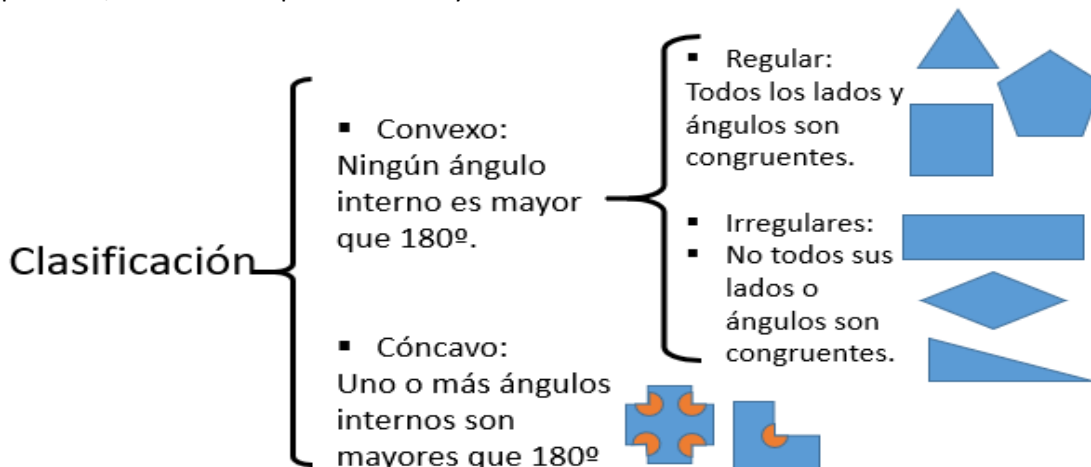 Clasificación
▪ Convexo:
Ningún ángulo
interno es mayor
que 180º.
▪ Regular:
Todos los lados y
ángulos son
congruentes.
▪ Irregulares:
▪ No todos sus
lados o
ángulos son
congruentes.
▪ Cóncavo:
Uno o más ángulos
internos son
mayores que 180º